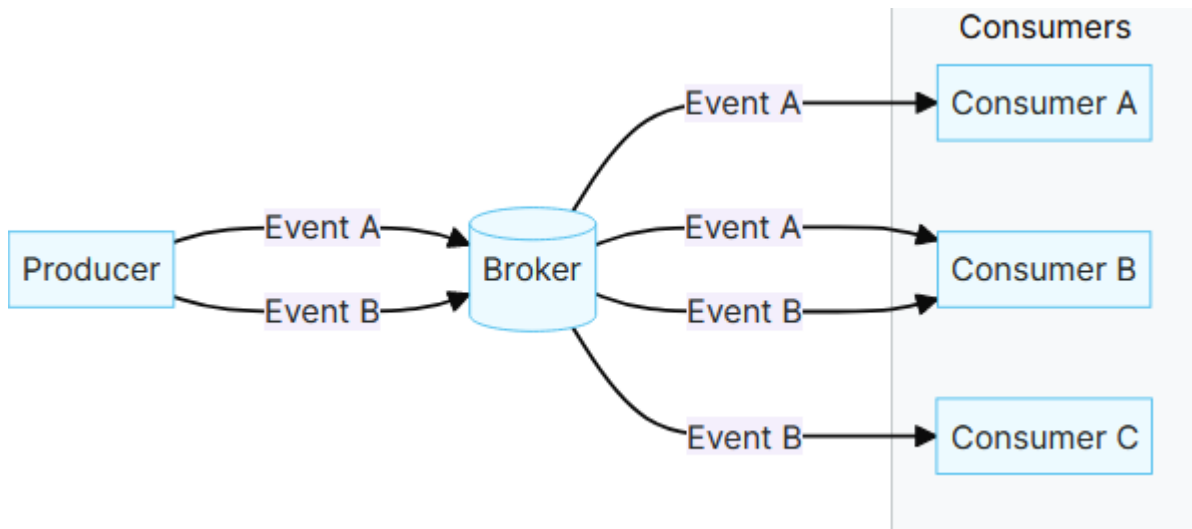 Consumers
Event A
Consumer A
Event A
Event A
Producer
Broker
Consumer B
Event B
Event B
Event B
Consumer C